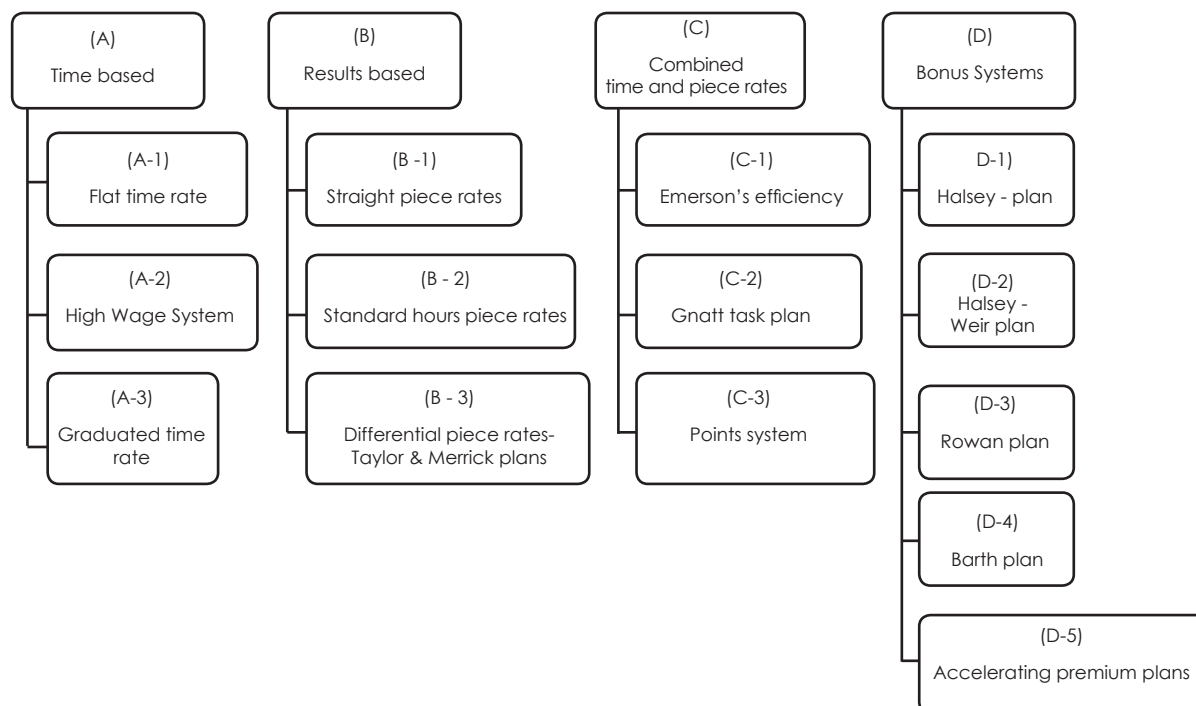 (A)
Time based
(A-1)
Flat time rate
(A-2)
High Wage System
(A-3)
Graduated time
rate
(B)
Results based
(B -1)
Straight piece rates
(B - 2)
Standard hours piece rates
(B - 3)
Differential piece rates-
Taylor & Merrick plans
(C)
Combined
time and piece rates
(C-1)
Emerson's efficiency
(C-2)
Gnatt task plan
(C-3)
Points system
(D)
Bonus Systems
D-1)
Halsey - plan
(D-2)
Halsey -
Weir plan
(D-3)
Rowan plan
(D-4)
Barth plan
(D-5)
Accelerating premium plans